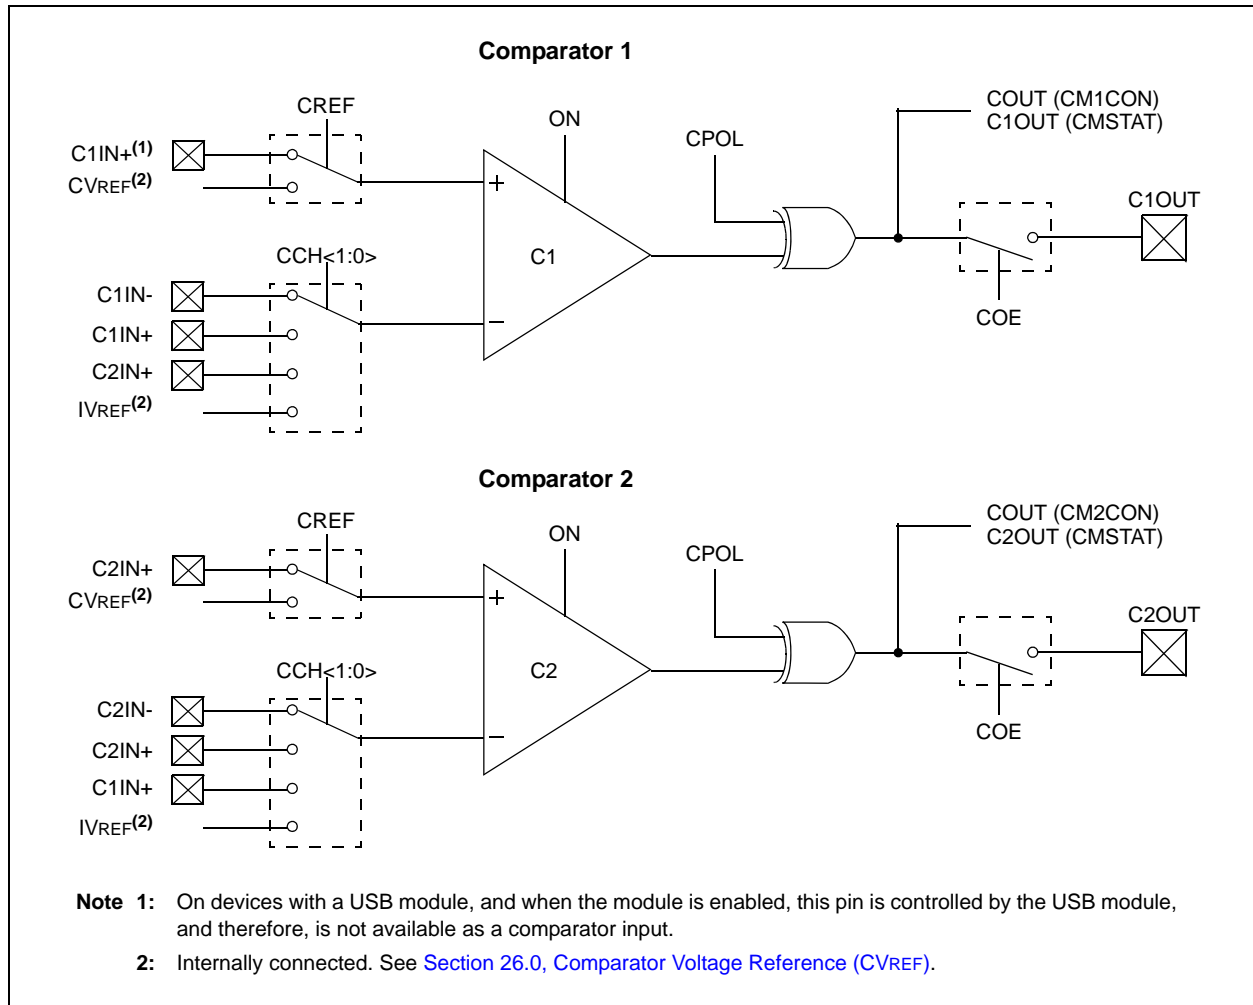 Comparator 1
CREF
ON
CPOL
COUT (CM1CON)
C1OUT (CMSTAT)
C1IN+(1)
CVREF(2)
C1OUT
+
CCH<1:0>
C1
C1IN-
C1IN+
COE
C2IN+
IVREF(2)
Comparator 2
CREF
ON
CPOL
COUT (CM2CON)
C2OUT (CMSTAT)
C2IN+
CVREF(2)
C2OUT
+
CCH<1:0>
C2
C2IN-
C2IN+
COE
C1IN+
IVREF(2)
Note 1: On devices with a USB module, and when the module is enabled, this pin is controlled by the USB module,
and therefore, is not available as a comparator input.
2: Internally connected. See Section 26.0, Comparator Voltage Reference (CVREF).